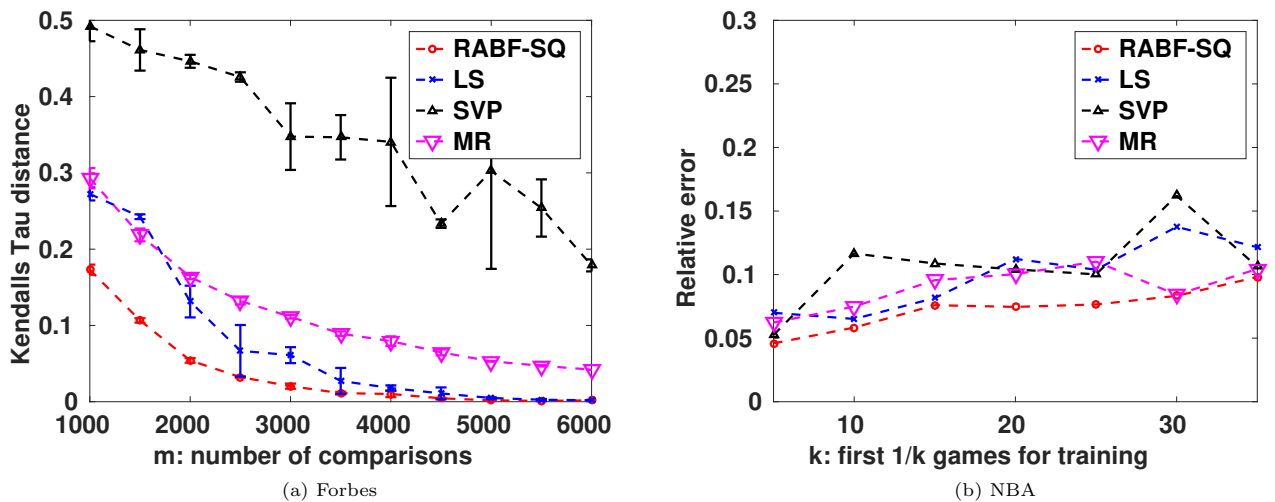 0.5
0.4
0.3
0.2
0.1
0
Kendalls Tau distance
RABF-SQ
LS
SVP
MR
1000 2000 3000 4000 5000 6000
m: number of comparisons
(a) Forbes
0.3
0.25
0.2
0.15
0.1
0.05
0
Relative error
RABF-SQ
LS
SVP
MR
10 20 30
k: first 1/k games for training
(b) NBA